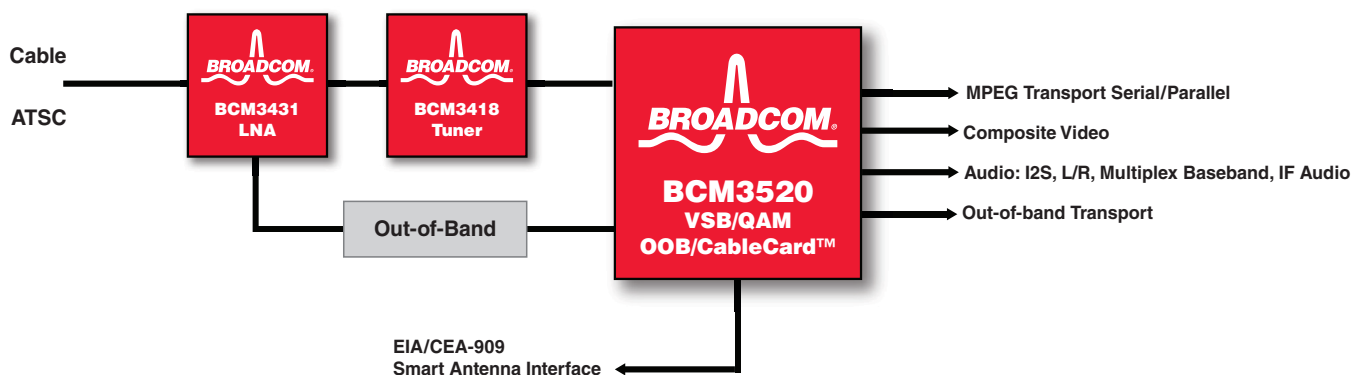 Cable
ATSC
BROADCOM®
BCM3431
LNA
BROADCOM®
BCM3418
Tuner
Out-of-Band
BROADCOM®
BCM3520
VSB/QAM
OOB/CableCard™
MPEG Transport Serial/Parallel
Composite Video
Audio: I2S, L/R, Multiplex Baseband, IF Audio
Out-of-band Transport
EIA/CEA-909
Smart Antenna Interface